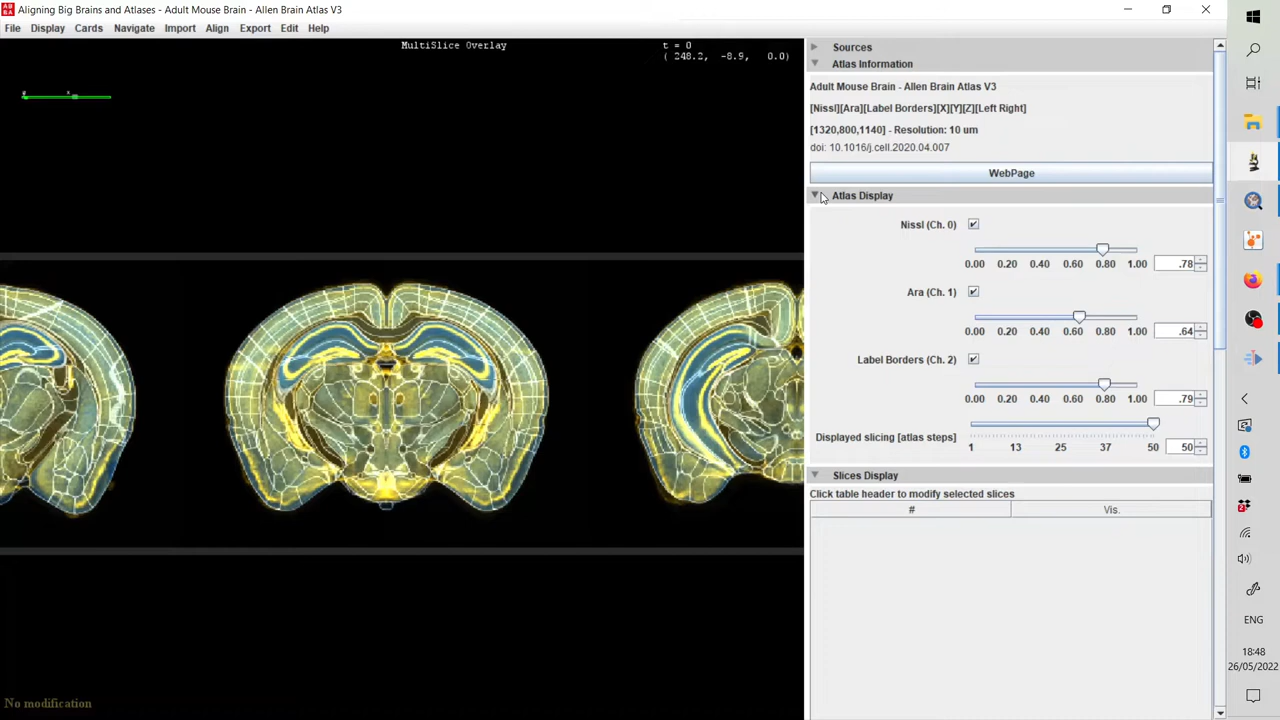 Aligning Big Brains and Atlases - Adult Mouse Brain - Allen Brain Atlas V3
File Display Cards Navigate Import Align Export Edit Help
MultiSlice Overlay
t = 0
( 248.2, -8.9, 0.0)
No modification
Sources
Atlas Information
Adult Mouse Brain - Allen Brain Atlas V3
[Nissl][Ara][Label Borders][X][Y][Z][Left Right]
[1320,800,1140] - Resolution: 10 um
doi: 10.1016/j.cell.2020.04.007
WebPage
Atlas Display
Nissl (Ch. 0)
0.00 0.20 0.40 0.60 0.80 1.00 .78
Ara (Ch. 1)
0.00 0.20 0.40 0.60 0.80 1.00 .64
Label Borders (Ch. 2)
0.00 0.20 0.40 0.60 0.80 1.00 .79
Displayed slicing [atlas steps]
1 13 25 37 50 50
Slices Display
Click table header to modify selected slices
# Vis.
ENG
18:48
26/05/2022